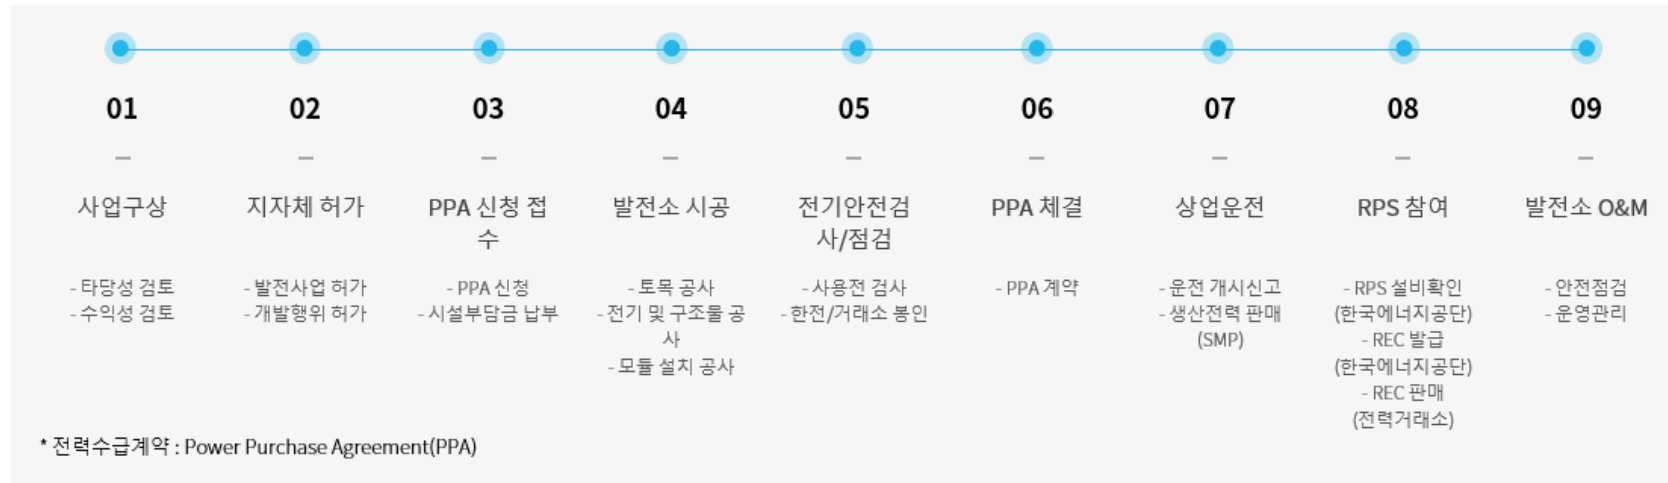 01
02
03
04
05
06
07
08
09
사업구상
지자체 허가
PPA 신청 접
수
발전소 시공
전기안전검
사/점검
PPA 체결
상업운전
RPS 참여
발전소 O&M
- 타당성 검토
- 수익성 검토
- 발전사업 허가
- 개발행위 허가
- PPA 신청
- 시설부담금 납부
- 토목 공사
- 전기 및 구조물 공
사
- 모듈 설치 공사
- 사용전 검사
- 한전/거래소 봉인
- PPA 계약
- 운전 개시신고
- 생산전력 판매
(SMP)
- RPS 설비확인
(한국에너지공단)
- REC 발급
(한국에너지공단)
- REC 판매
(전력거래소)
- 안전점검
- 운영관리
* 전력수급계약 : Power Purchase Agreement(PPA)